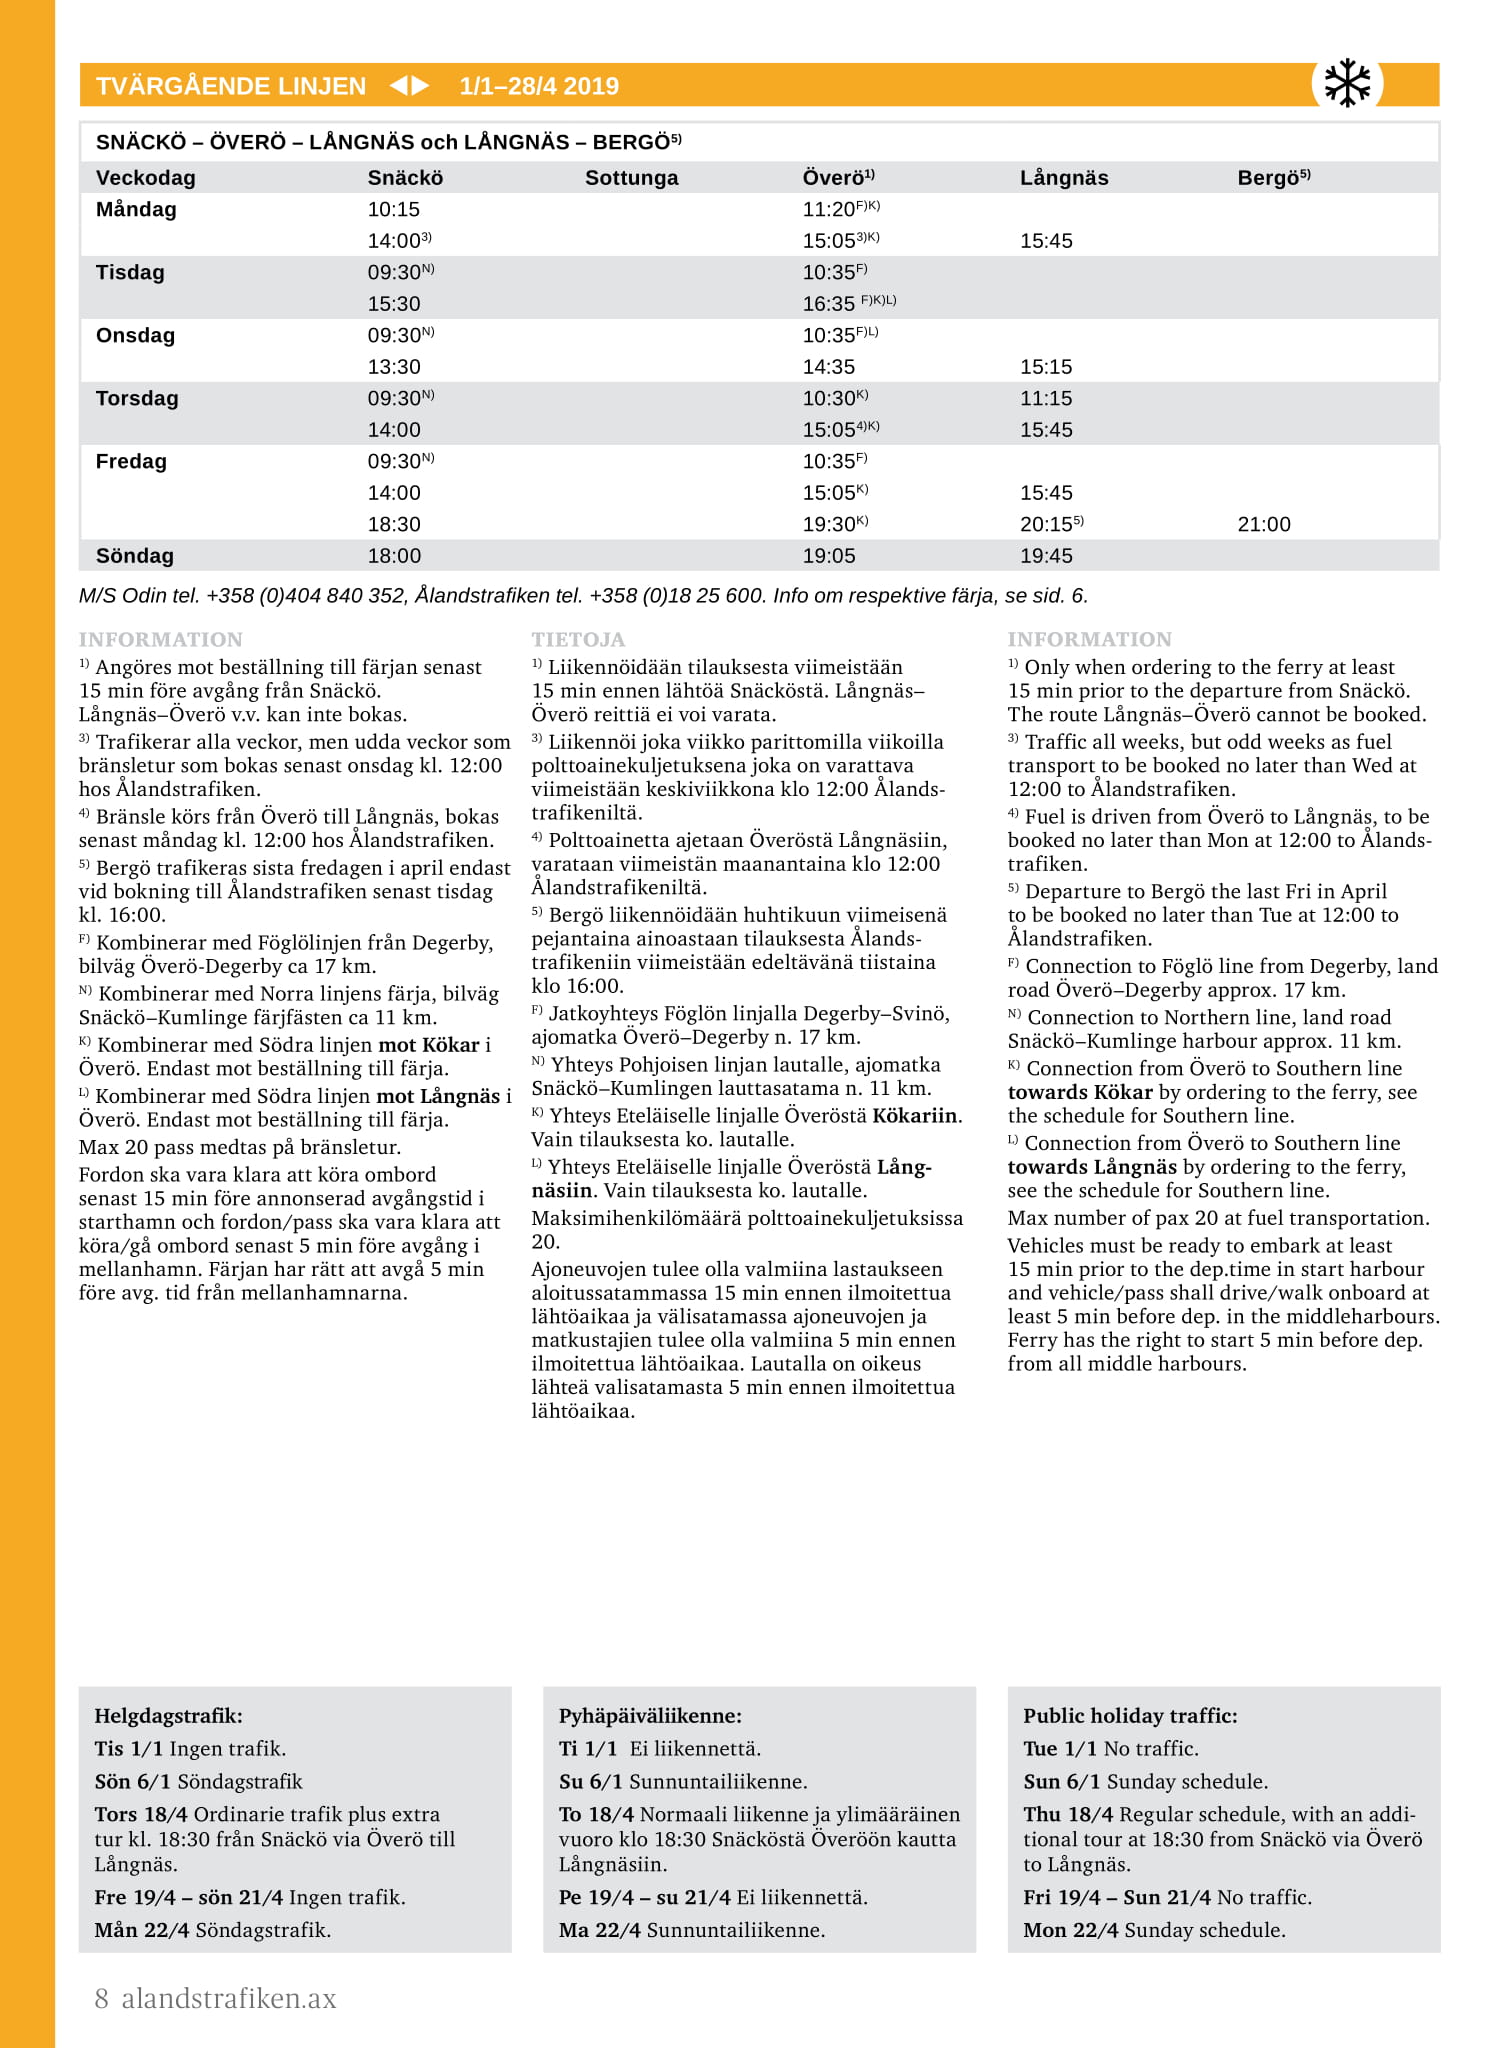 TVÄRGÅENDE LINJEN ◀▶ 1/1–28/4 2019
SNÄCKÖ – ÖVERÖ – LÅNGNÄS och LÅNGNÄS – BERGÖ5)
Veckodag Snäckö Sottunga Överö1) Långnäs Bergö5)
Måndag 10:15 11:20F)K)
14:003) 15:053)K) 15:45
Tisdag 09:30N) 10:35F)
15:30 16:35 F)K)L)
Onsdag 09:30N) 10:35F)L)
13:30 14:35 15:15
Torsdag 09:30N) 10:30K) 11:15
14:00 15:054)K) 15:45
Fredag 09:30N) 10:35F)
14:00 15:05K) 15:45
18:30 19:30K) 20:155) 21:00
Söndag 18:00 19:05 19:45
M/S Odin tel. +358 (0)404 840 352, Ålandstrafiken tel. +358 (0)18 25 600. Info om respektive färja, se sid. 6.
INFORMATION
1) Angöres mot beställning till färjan senast
15 min före avgång från Snäckö.
Långnäs–Överö v.v. kan inte bokas.
3) Trafikerar alla veckor, men udda veckor som
bränsletur som bokas senast onsdag kl. 12:00
hos Ålandstrafiken.
4) Bränsle körs från Överö till Långnäs, bokas
senast måndag kl. 12:00 hos Ålandstrafiken.
5) Bergö trafikeras sista fredagen i april endast
vid bokning till Ålandstrafiken senast tisdag
kl. 16:00.
F) Kombinerar med Föglölinjen från Degerby,
bilväg Överö-Degerby ca 17 km.
N) Kombinerar med Norra linjens färja, bilväg
Snäckö–Kumlinge färjfästen ca 11 km.
K) Kombinerar med Södra linjen mot Kökar i
Överö. Endast mot beställning till färja.
L) Kombinerar med Södra linjen mot Långnäs i
Överö. Endast mot beställning till färja.
Max 20 pass medtas på bränsletur.
Fordon ska vara klara att köra ombord
senast 15 min före annonserad avgångstid i
starthamn och fordon/pass ska vara klara att
köra/gå ombord senast 5 min före avgång i
mellanhamn. Färjan har rätt att avgå 5 min
före avg. tid från mellanhamnarna.
TIETOJA
1) Liikennöidään tilauksesta viimeistään
15 min ennen lähtöä Snäcköstä. Långnäs–
Överö reittiä ei voi varata.
3) Liikennöi joka viikko parittomilla viikoilla
polttoainekuljetuksena joka on varattava
viimeistään keskiviikkona klo 12:00 Ålands-
trafikeniltä.
4) Polttoainetta ajetaan Överöstä Långnäsiin,
varataan viimeistän maanantaina klo 12:00
Ålandstrafikeniltä.
5) Bergö liikennöidään huhtikuun viimeisenä
pejantaina ainoastaan tilauksesta Ålands-
trafikeniin viimeistään edeltävänä tiistaina
klo 16:00.
F) Jatkoyhteys Föglön linjalla Degerby–Svinö,
ajomatka Överö–Degerby n. 17 km.
N) Yhteys Pohjoisen linjan lautalle, ajomatka
Snäckö–Kumlingen lauttasatama n. 11 km.
K) Yhteys Eteläiselle linjalle Överöstä Kökariin.
Vain tilauksesta ko. lautalle.
L) Yhteys Eteläiselle linjalle Överöstä Lång-
näsiin. Vain tilauksesta ko. lautalle.
Maksimihenkilömäärä polttoainekuljetuksissa
20.
Ajoneuvojen tulee olla valmiina lastaukseen
aloitussatammassa 15 min ennen ilmoitettua
lähtöaikaa ja välisatamassa ajoneuvojen ja
matkustajien tulee olla valmiina 5 min ennen
ilmoitettua lähtöaikaa. Lautalla on oikeus
lähteä valisatamasta 5 min ennen ilmoitettua
lähtöaikaa.
INFORMATION
1) Only when ordering to the ferry at least
15 min prior to the departure from Snäckö.
The route Långnäs–Överö cannot be booked.
3) Traffic all weeks, but odd weeks as fuel
transport to be booked no later than Wed at
12:00 to Ålandstrafiken.
4) Fuel is driven from Överö to Långnäs, to be
booked no later than Mon at 12:00 to Ålands-
trafiken.
5) Departure to Bergö the last Fri in April
to be booked no later than Tue at 12:00 to
Ålandstrafiken.
F) Connection to Föglö line from Degerby, land
road Överö–Degerby approx. 17 km.
N) Connection to Northern line, land road
Snäckö–Kumlinge harbour approx. 11 km.
K) Connection from Överö to Southern line
towards Kökar by ordering to the ferry, see
the schedule for Southern line.
L) Connection from Överö to Southern line
towards Långnäs by ordering to the ferry,
see the schedule for Southern line.
Max number of pax 20 at fuel transportation.
Vehicles must be ready to embark at least
15 min prior to the dep.time in start harbour
and vehicle/pass shall drive/walk onboard at
least 5 min before dep. in the middleharbours.
Ferry has the right to start 5 min before dep.
from all middle harbours.
Helgdagstrafik:
Tis 1/1 Ingen trafik.
Sön 6/1 Söndagstrafik
Tors 18/4 Ordinarie trafik plus extra
tur kl. 18:30 från Snäckö via Överö till
Långnäs.
Fre 19/4 – sön 21/4 Ingen trafik.
Mån 22/4 Söndagstrafik.
Pyhäpäiväliikenne:
Ti 1/1 Ei liikennettä.
Su 6/1 Sunnuntailiikenne.
To 18/4 Normaali liikenne ja ylimääräinen
vuoro klo 18:30 Snäcköstä Överöön kautta
Långnäsiin.
Pe 19/4 – su 21/4 Ei liikennettä.
Ma 22/4 Sunnuntailiikenne.
Public holiday traffic:
Tue 1/1 No traffic.
Sun 6/1 Sunday schedule.
Thu 18/4 Regular schedule, with an addi-
tional tour at 18:30 from Snäckö via Överö
to Långnäs.
Fri 19/4 – Sun 21/4 No traffic.
Mon 22/4 Sunday schedule.
8 alandstrafiken.ax